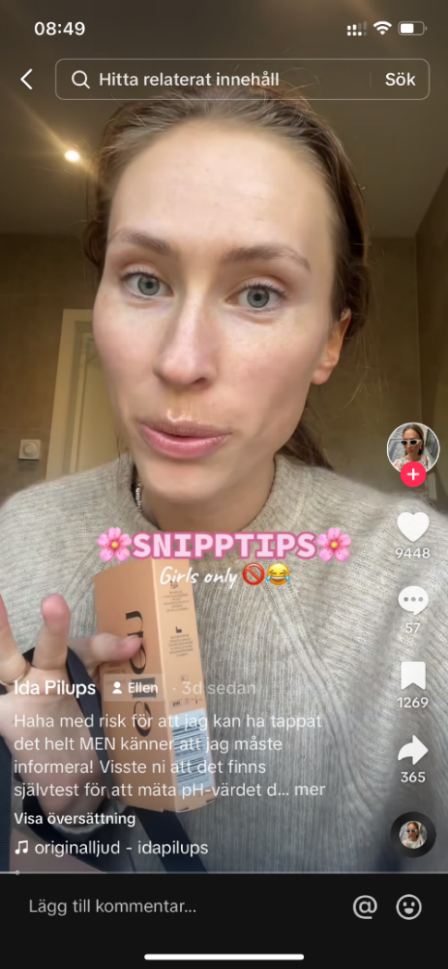 08:49
Hitta relaterat innehåll
Sök
🌸SNIPPTIPS🌸
Girls only 🚫😂
9448
57
1269
365
Ida Pilups
Ellen
· 3d sedan
Haha med risk för att jag kan ha tappat
det helt MEN känner att jag måste
informera! Visste ni att det finns
självtest för att mäta pH-värdet d... mer
Visa översättning
originalljud - idapilups
Lägg till kommentar...
@